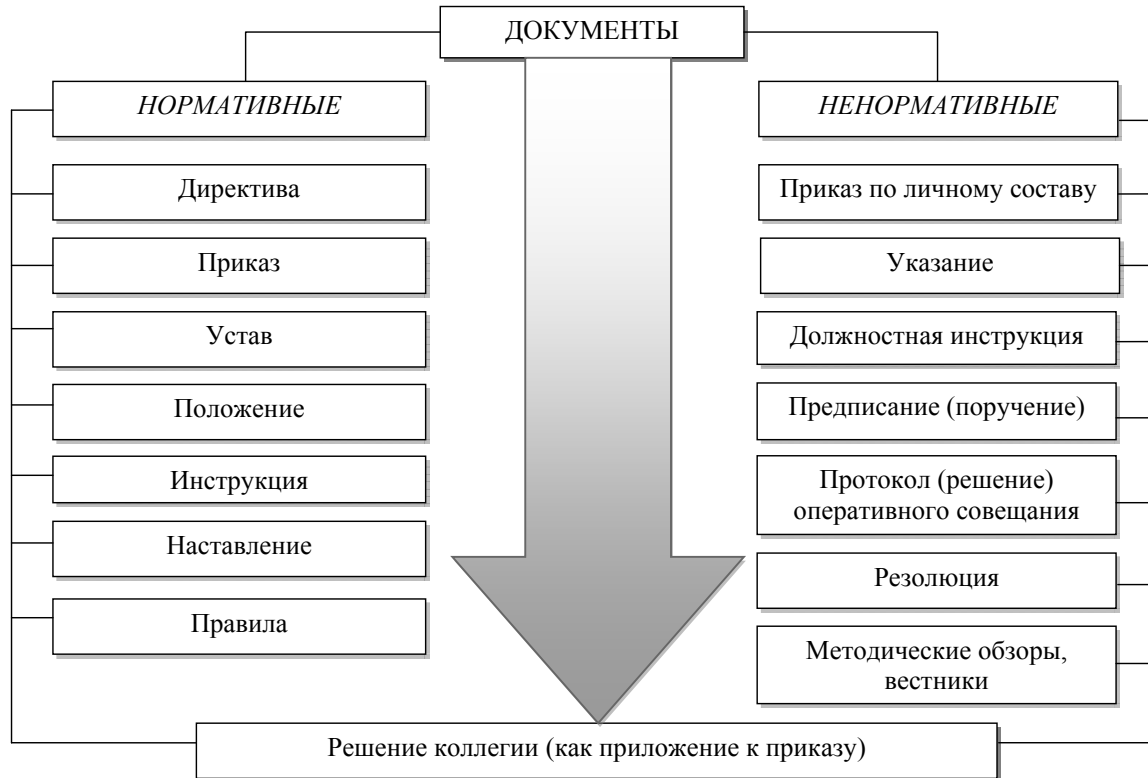 ДОКУМЕНТЫ
НОРМАТИВНЫЕ
Директива
Приказ
Устав
Положение
Инструкция
Наставление
Правила
НЕНОРМАТИВНЫЕ
Приказ по личному составу
Указание
Должностная инструкция
Предписание (поручение)
Протокол (решение)
оперативного совещания
Резолюция
Методические обзоры,
вестники
Решение коллегии (как приложение к приказу)